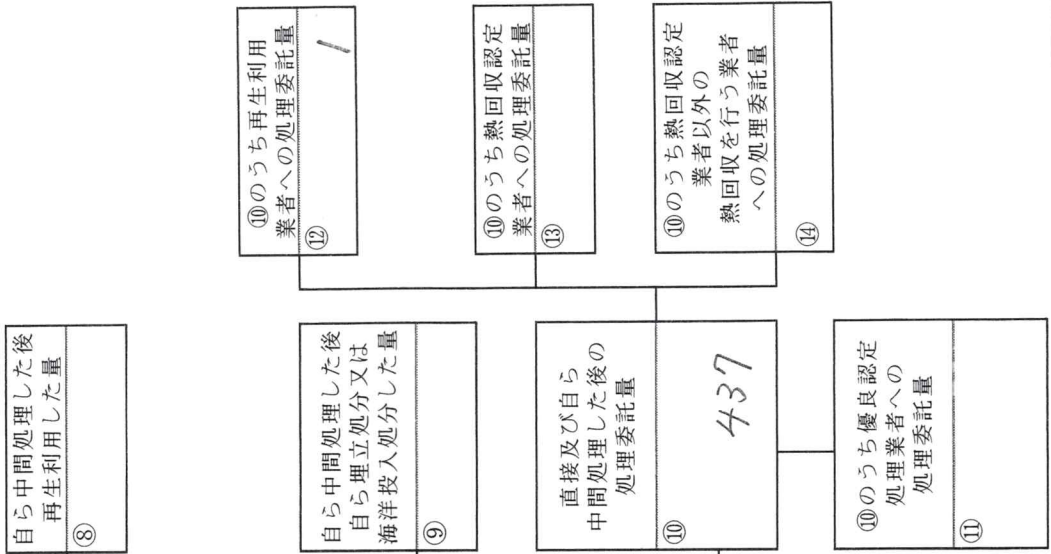 自ら中間処理した後
再生利用した量
⑧
自ら中間処理した後
自ら埋立処分又は
海洋投入処分した量
⑨
直接及び自ら
中間処理した後の
処理委託量
⑩
437
⑩のうち優良認定
処理業者への
処理委託量
⑪
⑩のうち再生利用
業者への処理委託量
⑫
1
⑩のうち熱回収認定
業者への処理委託量
⑬
⑩のうち熱回収認定
業者以外の
熱回収を行う業者
への処理委託量
⑭